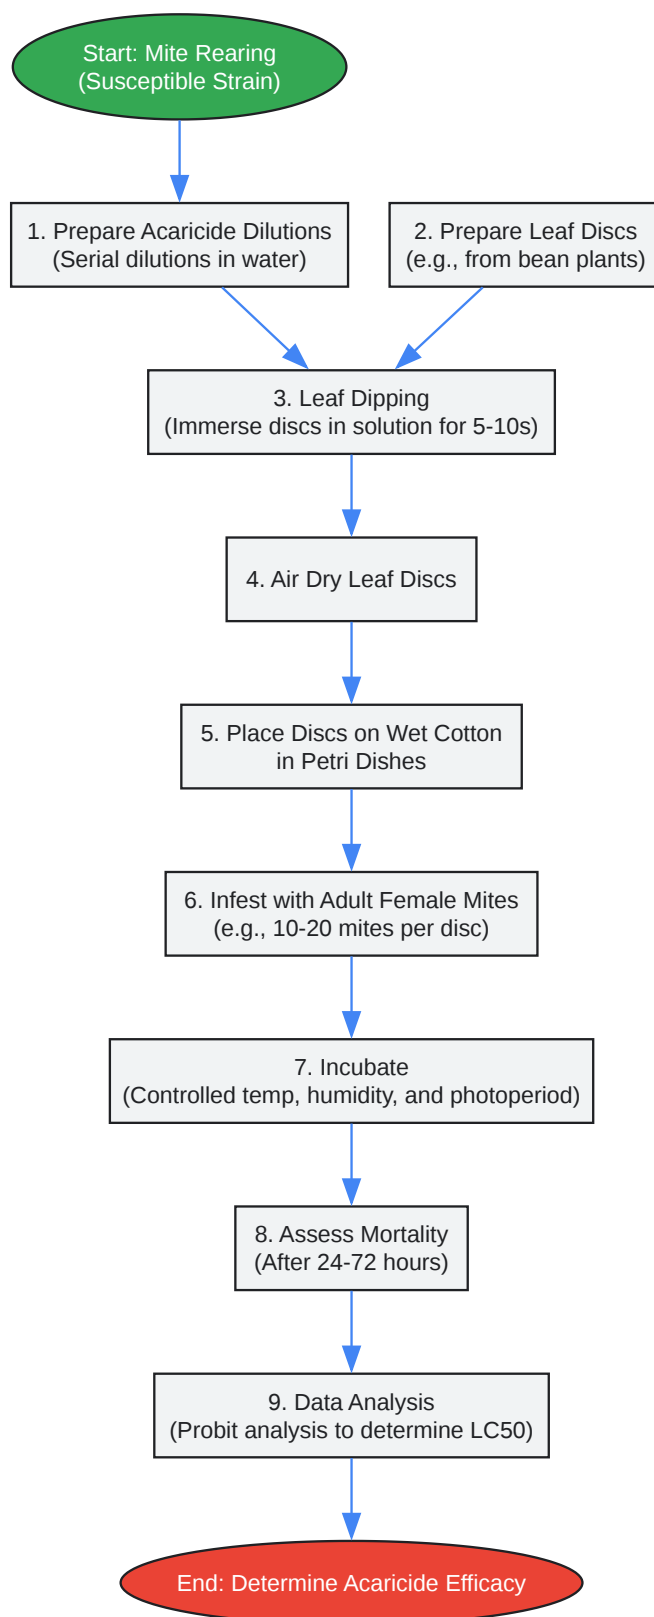 Start: Mite Rearing
(Susceptible Strain)
1. Prepare Acaricide Dilutions
(Serial dilutions in water)
2. Prepare Leaf Discs
(e.g., from bean plants)
3. Leaf Dipping
(Immerse discs in solution for 5-10s)
4. Air Dry Leaf Discs
5. Place Discs on Wet Cotton
in Petri Dishes
6. Infest with Adult Female Mites
(e.g., 10-20 mites per disc)
7. Incubate
(Controlled temp, humidity, and photoperiod)
8. Assess Mortality
(After 24-72 hours)
9. Data Analysis
(Probit analysis to determine LC50)
End: Determine Acaricide Efficacy